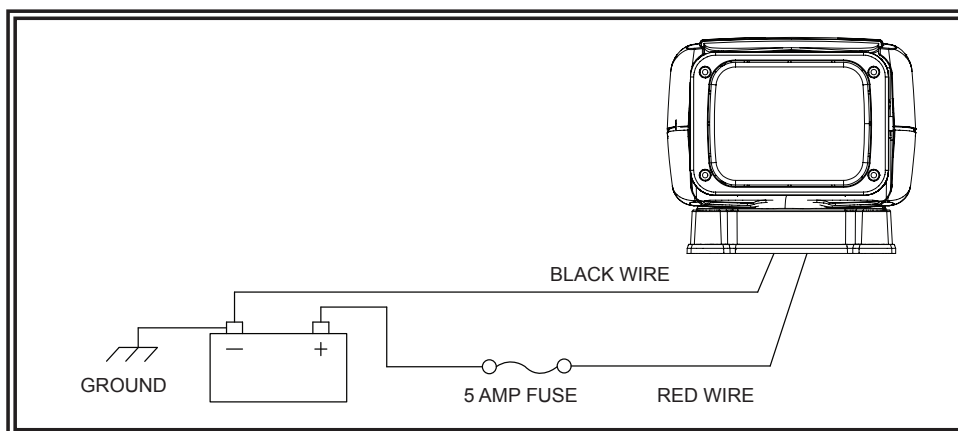 BLACK WIRE
−
+
GROUND
5 AMP FUSE
RED WIRE